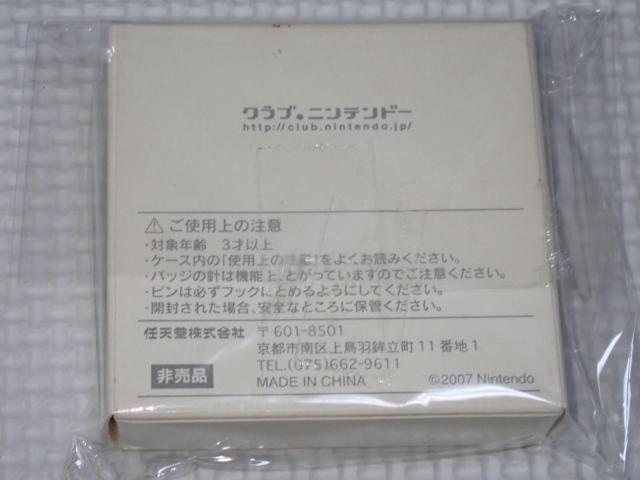 クラブ・ニンテンドー
http://club.nintendo.jp/
⚠ご使用上の注意
・対象年齢 3才以上
・ケース内の「使用上の注意」をよくお読みください。
・バッジの針は機能上、とがっていますのでご注意ください。
・ピンは必ずフックにとめるようにしてください。
・開封された場合、安全なところに保管ください。
任天堂株式会社 〒601-8501
京都市南区上鳥羽鉾立町11番地1
TEL.(075)662-9611
非売品 MADE IN CHINA ©2007 Nintendo